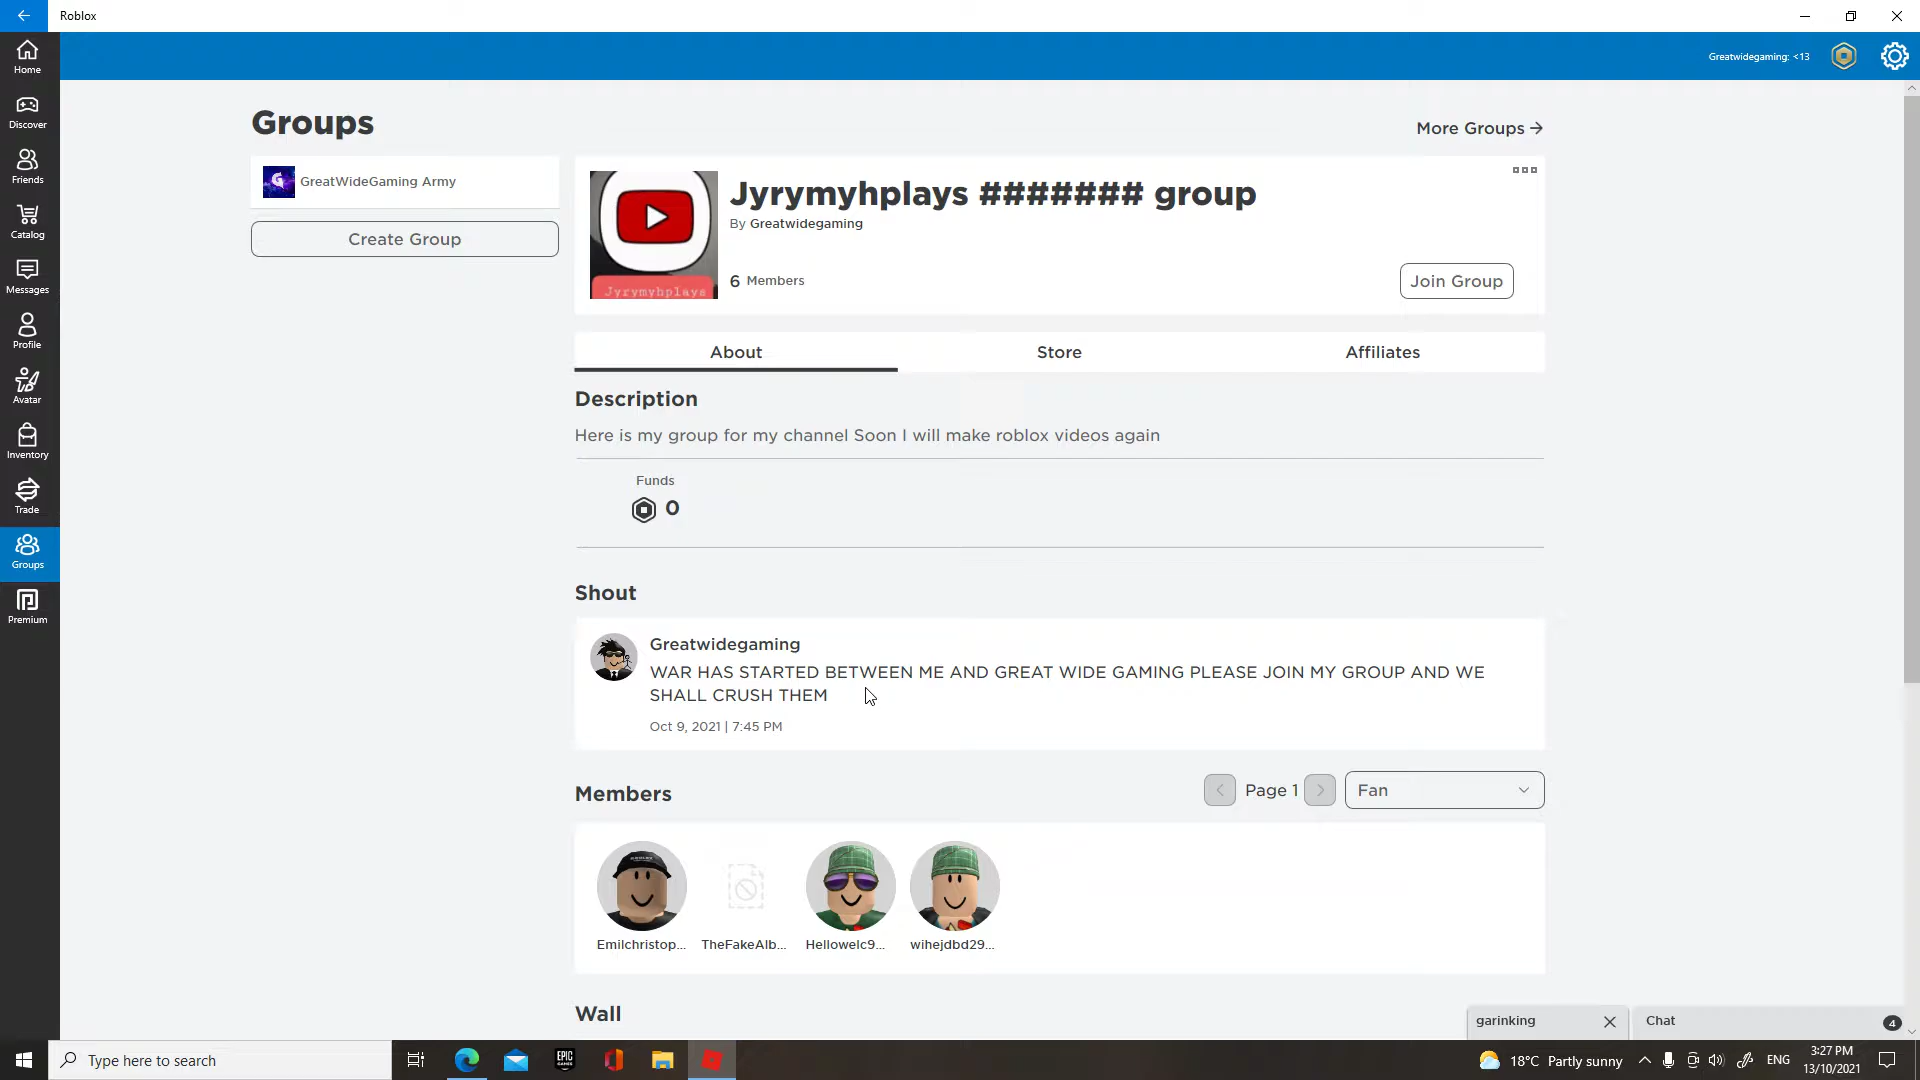 Roblox
Greatwidegaming: <13
Home
Discover
Friends
Catalog
Messages
Profile
Avatar
Inventory
Trade
Groups
Premium
Groups
More Groups →
GreatWideGaming Army
Create Group
Jyrymyhplays
Jyrymyhplays ####### group
By Greatwidegaming
6 Members
Join Group
About
Store
Affiliates
Description
Here is my group for my channel Soon I will make roblox videos again
Funds
0
Shout
Greatwidegaming
WAR HAS STARTED BETWEEN ME AND GREAT WIDE GAMING PLEASE JOIN MY GROUP AND WE
SHALL CRUSH THEM
Oct 9, 2021 | 7:45 PM
Members
Page 1
Fan
Emilchristop...
TheFakeAlb...
Hellowelc9...
wihejdbd29...
Wall
garinking
Chat
4
Type here to search
EPIC
GAMES
18°C Partly sunny
ENG
3:27 PM
13/10/2021